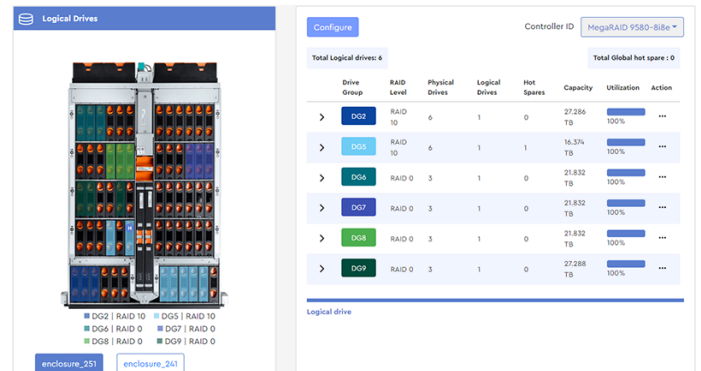 Logical Drives
DG2 | RAID 10 DG5 | RAID 10
DG6 | RAID 0 DG7 | RAID 0
DG8 | RAID 0 DG9 | RAID 0
enclosure_251 enclosure_241
Configure Controller ID MegaRAID 9580-8i8e
Total Logical drives: 6 Total Global hot spare : 0
Drive Group RAID Level Physical Drives Logical Drives Hot Spares Capacity Utilization Action
DG2 RAID 10 6 1 0 27.286 TB 100% ...
DG5 RAID 10 6 1 1 16.374 TB 100% ...
DG6 RAID 0 3 1 0 21.832 TB 100% ...
DG7 RAID 0 3 1 0 21.832 TB 100% ...
DG8 RAID 0 3 1 0 21.832 TB 100% ...
DG9 RAID 0 3 1 0 27.288 TB 100% ...
Logical drive